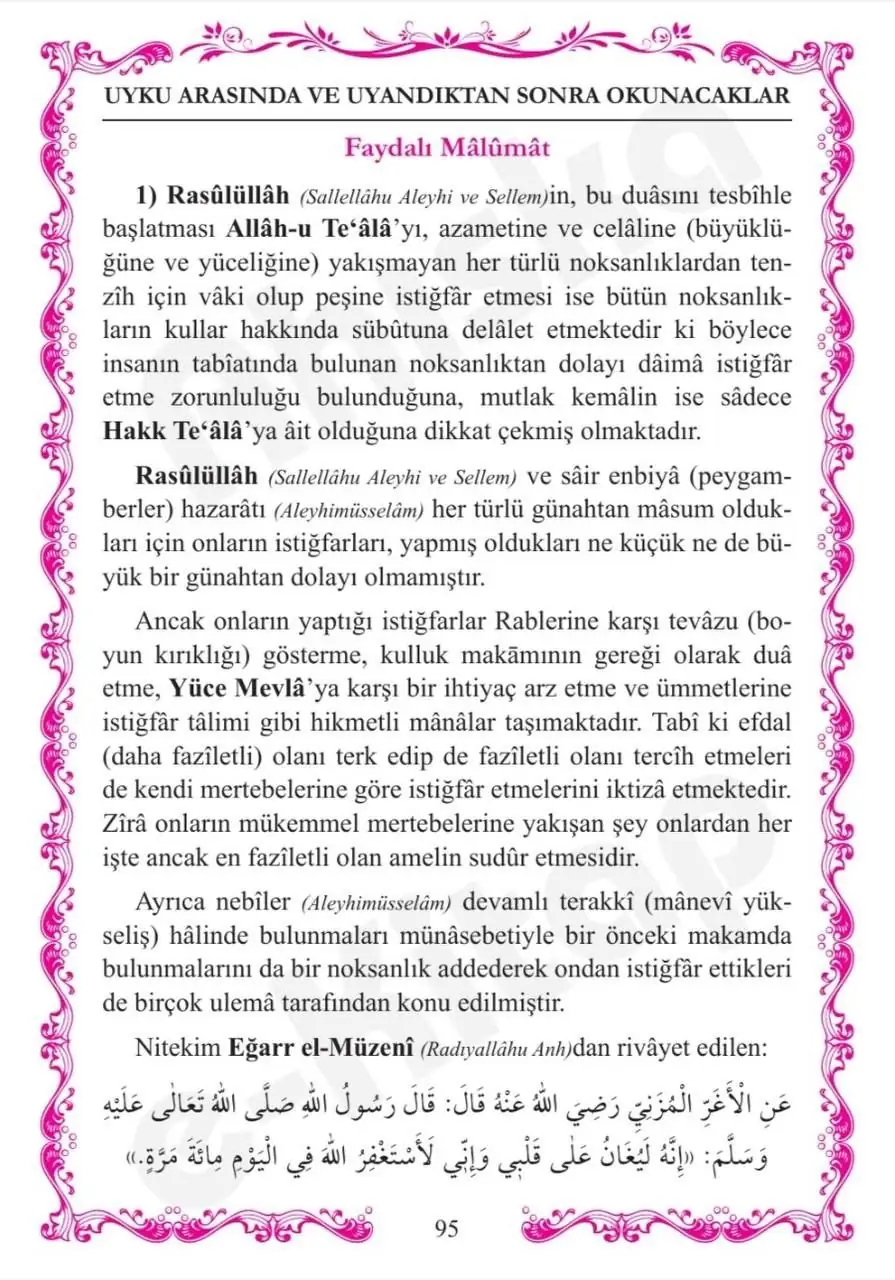 UYKU ARASINDA VE UYANDIKTAN SONRA OKUNACAKLAR
Faydalı Mâlûmât
1) Rasûlüllâh (Sallellâhu Aleyhi ve Sellem)in, bu duâsını tesbîhle
başlatması Allâh-u Te‘âlâ’yı, azametine ve celâline (büyüklü-
ğüne ve yüceliğine) yakışmayan her türlü noksanlıklardan ten-
zîh için vâki olup peşine istiğfâr etmesi ise bütün noksanlık-
ların kullar hakkında sübûtuna delâlet etmektedir ki böylece
insanın tabîatında bulunan noksanlıktan dolayı dâimâ istiğfâr
etme zorunluluğu bulunduğuna, mutlak kemâlin ise sâdece
Hakk Te‘âlâ’ya âit olduğuna dikkat çekmiş olmaktadır.
Rasûlüllâh (Sallellâhu Aleyhi ve Sellem) ve sâir enbiyâ (peygam-
berler) hazarâtı (Aleyhimüsselâm) her türlü günahtan mâsum olduk-
ları için onların istiğfarları, yapmış oldukları ne küçük ne de bü-
yük bir günahtan dolayı olmamıştır.
Ancak onların yaptığı istiğfarlar Rablerine karşı tevâzu (bo-
yun kırıklığı) gösterme, kulluk makāmının gereği olarak duâ
etme, Yüce Mevlâ’ya karşı bir ihtiyaç arz etme ve ümmetlerine
istiğfâr tâlimi gibi hikmetli mânâlar taşımaktadır. Tabî ki efdal
(daha fazîletli) olanı terk edip de fazîletli olanı tercîh etmeleri
de kendi mertebelerine göre istiğfâr etmelerini iktizâ etmektedir.
Zîrâ onların mükemmel mertebelerine yakışan şey onlardan her
işte ancak en fazîletli olan amelin sudûr etmesidir.
Ayrıca nebîler (Aleyhimüsselâm) devamlı terakkî (mânevî yük-
seliş) hâlinde bulunmaları münâsebetiyle bir önceki makamda
bulunmalarını da bir noksanlık addederek ondan istiğfâr ettikleri
de birçok ulemâ tarafından konu edilmiştir.
Nitekim Eğarr el-Müzenî (Radıyallâhu Anh)dan rivâyet edilen:
عَنِ الْأَغَرِّ الْمُزَنِيِّ رَضِيَ اللهُ عَنْهُ قَالَ: قَالَ رَسُولُ اللهِ صَلَّى اللهُ تَعَالٰى عَلَيْهِ
وَسَلَّمَ: «إِنَّهُ لَيُغَانُ عَلٰى قَلْبِي وَإِنِّي لَأَسْتَغْفِرُ اللهَ فِي الْيَوْمِ مِائَةَ مَرَّةٍ.»
95
Ahıska
e-Kitap